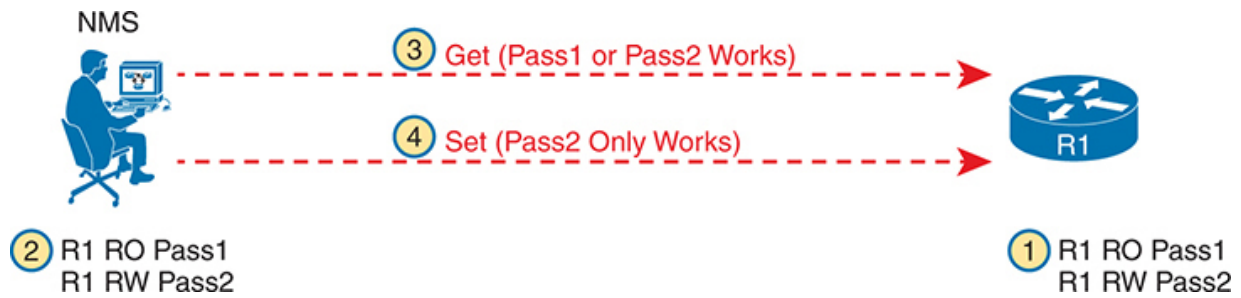 NMS
3 Get (Pass1 or Pass2 Works)
4 Set (Pass2 Only Works)
R1
2 R1 RO Pass1
R1 RW Pass2
1 R1 RO Pass1
R1 RW Pass2